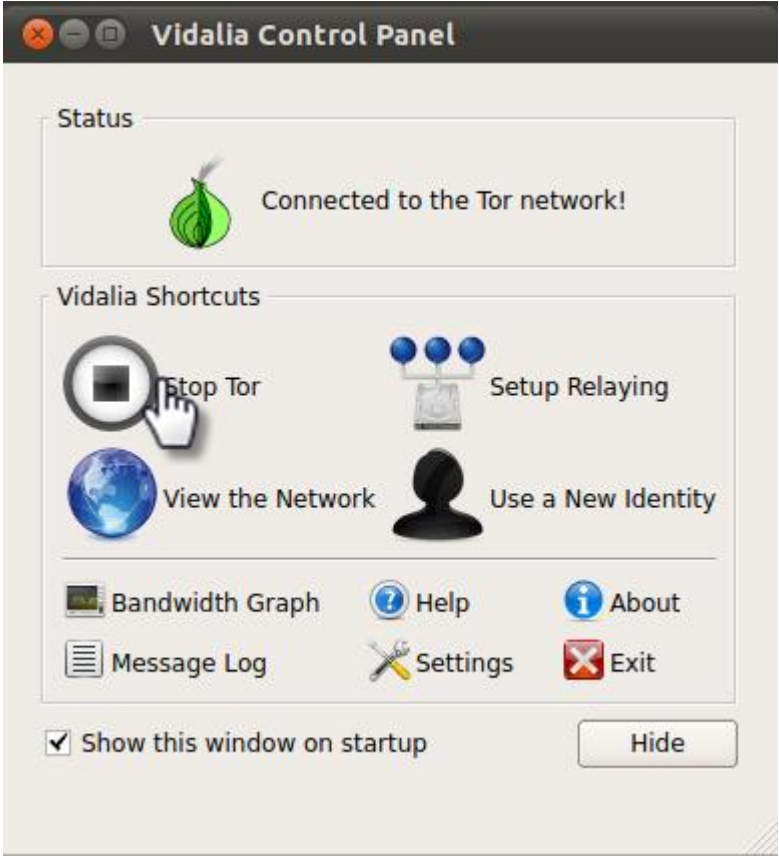 Vidalia Control Panel
Status
Connected to the Tor network!
Vidalia Shortcuts
Stop Tor
Setup Relaying
View the Network
Use a New Identity
Bandwidth Graph
Help
About
Message Log
Settings
Exit
Show this window on startup
Hide